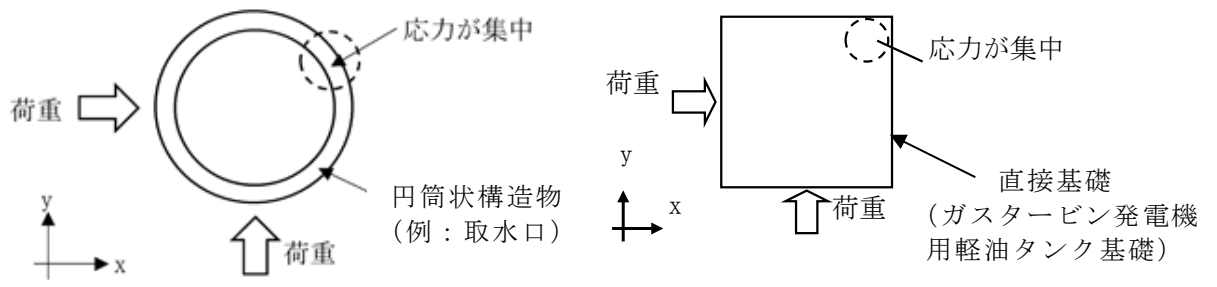 応力が集中
荷重
円筒状構造物
(例：取水口)
荷重
y
x
応力が集中
荷重
y
x
荷重
直接基礎
(ガスタービン発電機
用軽油タンク基礎)